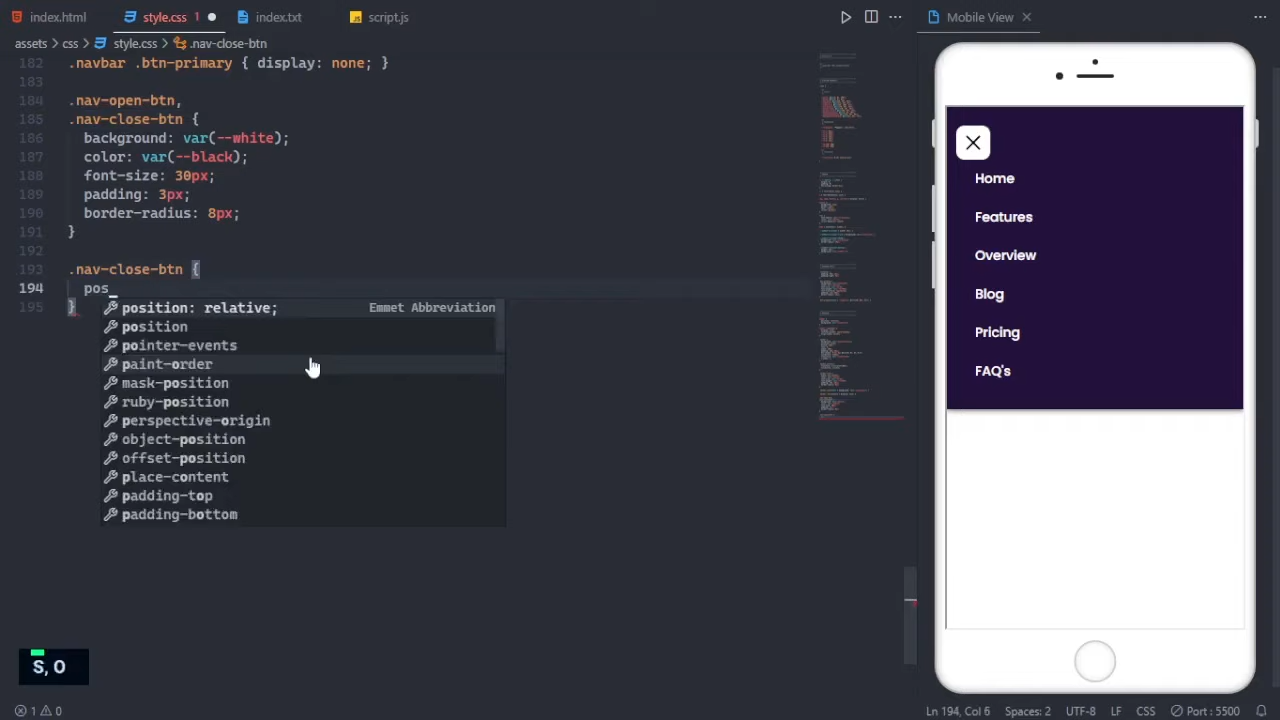 index.html
style.css 1
index.txt
script.js
Mobile View
assets > css > style.css > .nav-close-btn
182 .navbar .btn-primary { display: none; }
183
184 .nav-open-btn,
185 .nav-close-btn {
186 background: var(--white);
187 color: var(--black);
188 font-size: 30px;
189 padding: 3px;
190 border-radius: 8px;
191 }
192
193 .nav-close-btn {
194 pos
195 }
position: relative; Emmet Abbreviation
position
pointer-events
paint-order
mask-position
ruby-position
perspective-origin
object-position
offset-position
place-content
padding-top
padding-bottom
Home
Features
Overview
Blog
Pricing
FAQ's
S, O
1 0
Ln 194, Col 6 Spaces: 2 UTF-8 LF CSS Port : 5500